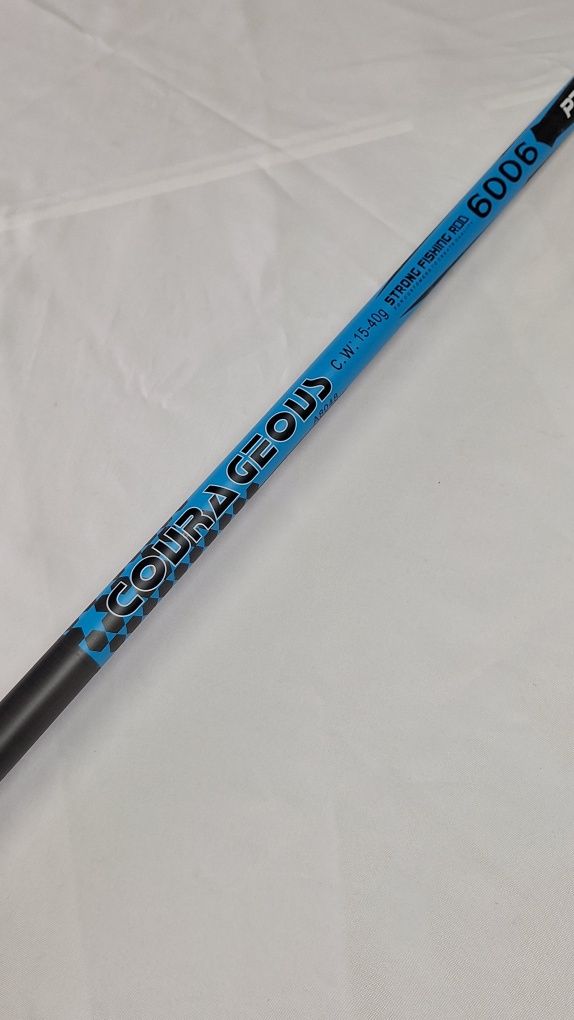 COURAGEOUS
C.W. 15-40g
STRONG FISHING ROD
6006